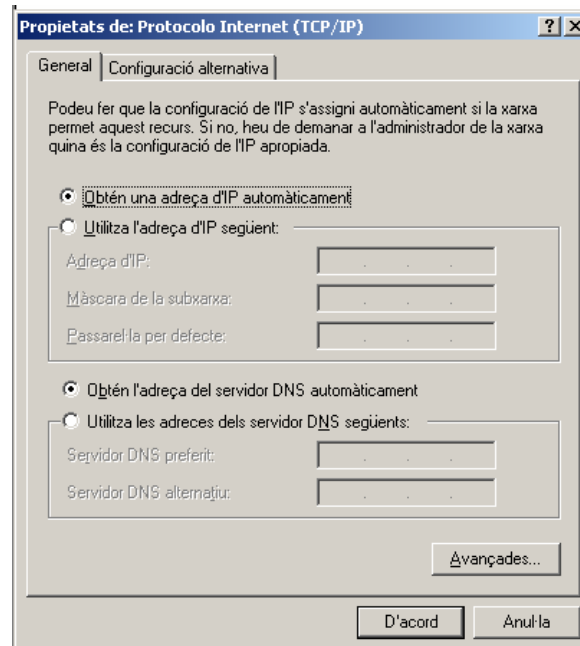 Propietats de: Protocolo Internet (TCP/IP)
General
Configuració alternativa
Podeu fer que la configuració de l'IP s'assigni automàticament si la xarxa
permet aquest recurs. Si no, heu de demanar a l'administrador de la xarxa
quina és la configuració de l'IP apropiada.
Obtén una adreça d'IP automàticament
Utilitza l'adreça d'IP següent:
Adreça d'IP:
Màscara de la subxarxa:
Passarel·la per defecte:
Obtén l'adreça del servidor DNS automàticament
Utilitza les adreces dels servidor DNS següents:
Servidor DNS preferit:
Servidor DNS alternatiu:
Avançades...
D'acord
Anul·la